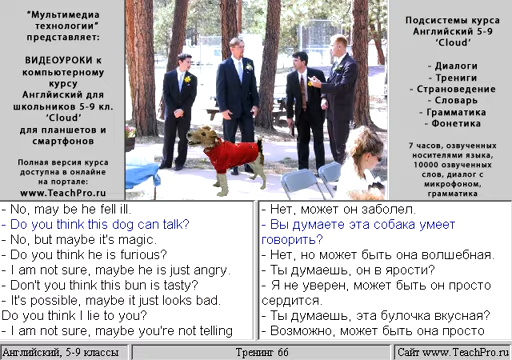 "Мультимедиа
технологии"
представляет:
ВИДЕОУРОКИ к
компьютерному
курсу
Английский для
школьников 5-9 кл.
'Cloud'
для планшетов и
смартфонов
Полная версия курса
доступна в онлайне
на портале:
www.TeachPro.ru
Подсистемы курса
Английский 5-9
'Cloud'
- Диалоги
- Тренинги
- Страноведение
- Словарь
- Грамматика
- Фонетика
7 часов, озвученных
носителями языка,
10000 озвученных
слов, диалог с
микрофоном,
грамматика
- No, may be he fell ill.
- Do you think this dog can talk?
- No, but maybe it's magic.
- Do you think he is furious?
- I am not sure, maybe he is just angry.
- Don't you think this bun is tasty?
- It's possible, maybe it just looks bad.
Do you think I lie to you?
- I am not sure, maybe you're not telling
- Нет, может он заболел.
- Вы думаете эта собака умеет
говорить?
- Нет, но может быть она волшебная.
- Ты думаешь, он в ярости?
- Я не уверен, может быть он просто
сердится.
- Ты думаешь, эта булочка вкусная?
- Возможно, может быть она просто
Английский, 5-9 классы
Тренинг 66
Сайт www.TeachPro.ru